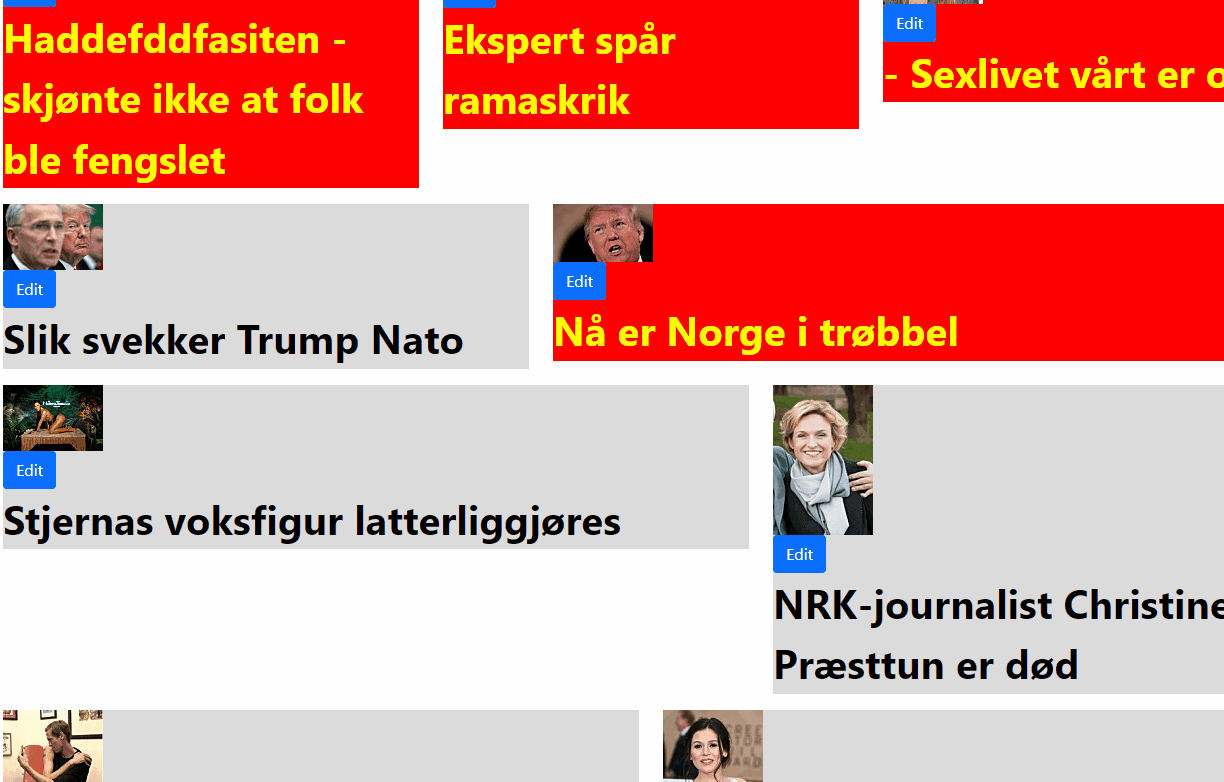 Haddefddfasiten -
skjønte ikke at folk
ble fengslet
Ekspert spår
ramaskrik
Edit
- Sexlivet vårt er
Edit
Slik svekker Trump Nato
Edit
Nå er Norge i trøbbel
Edit
Stjernas voksfigur latterliggjøres
Edit
NRK-journalist Christine
Præsttun er død